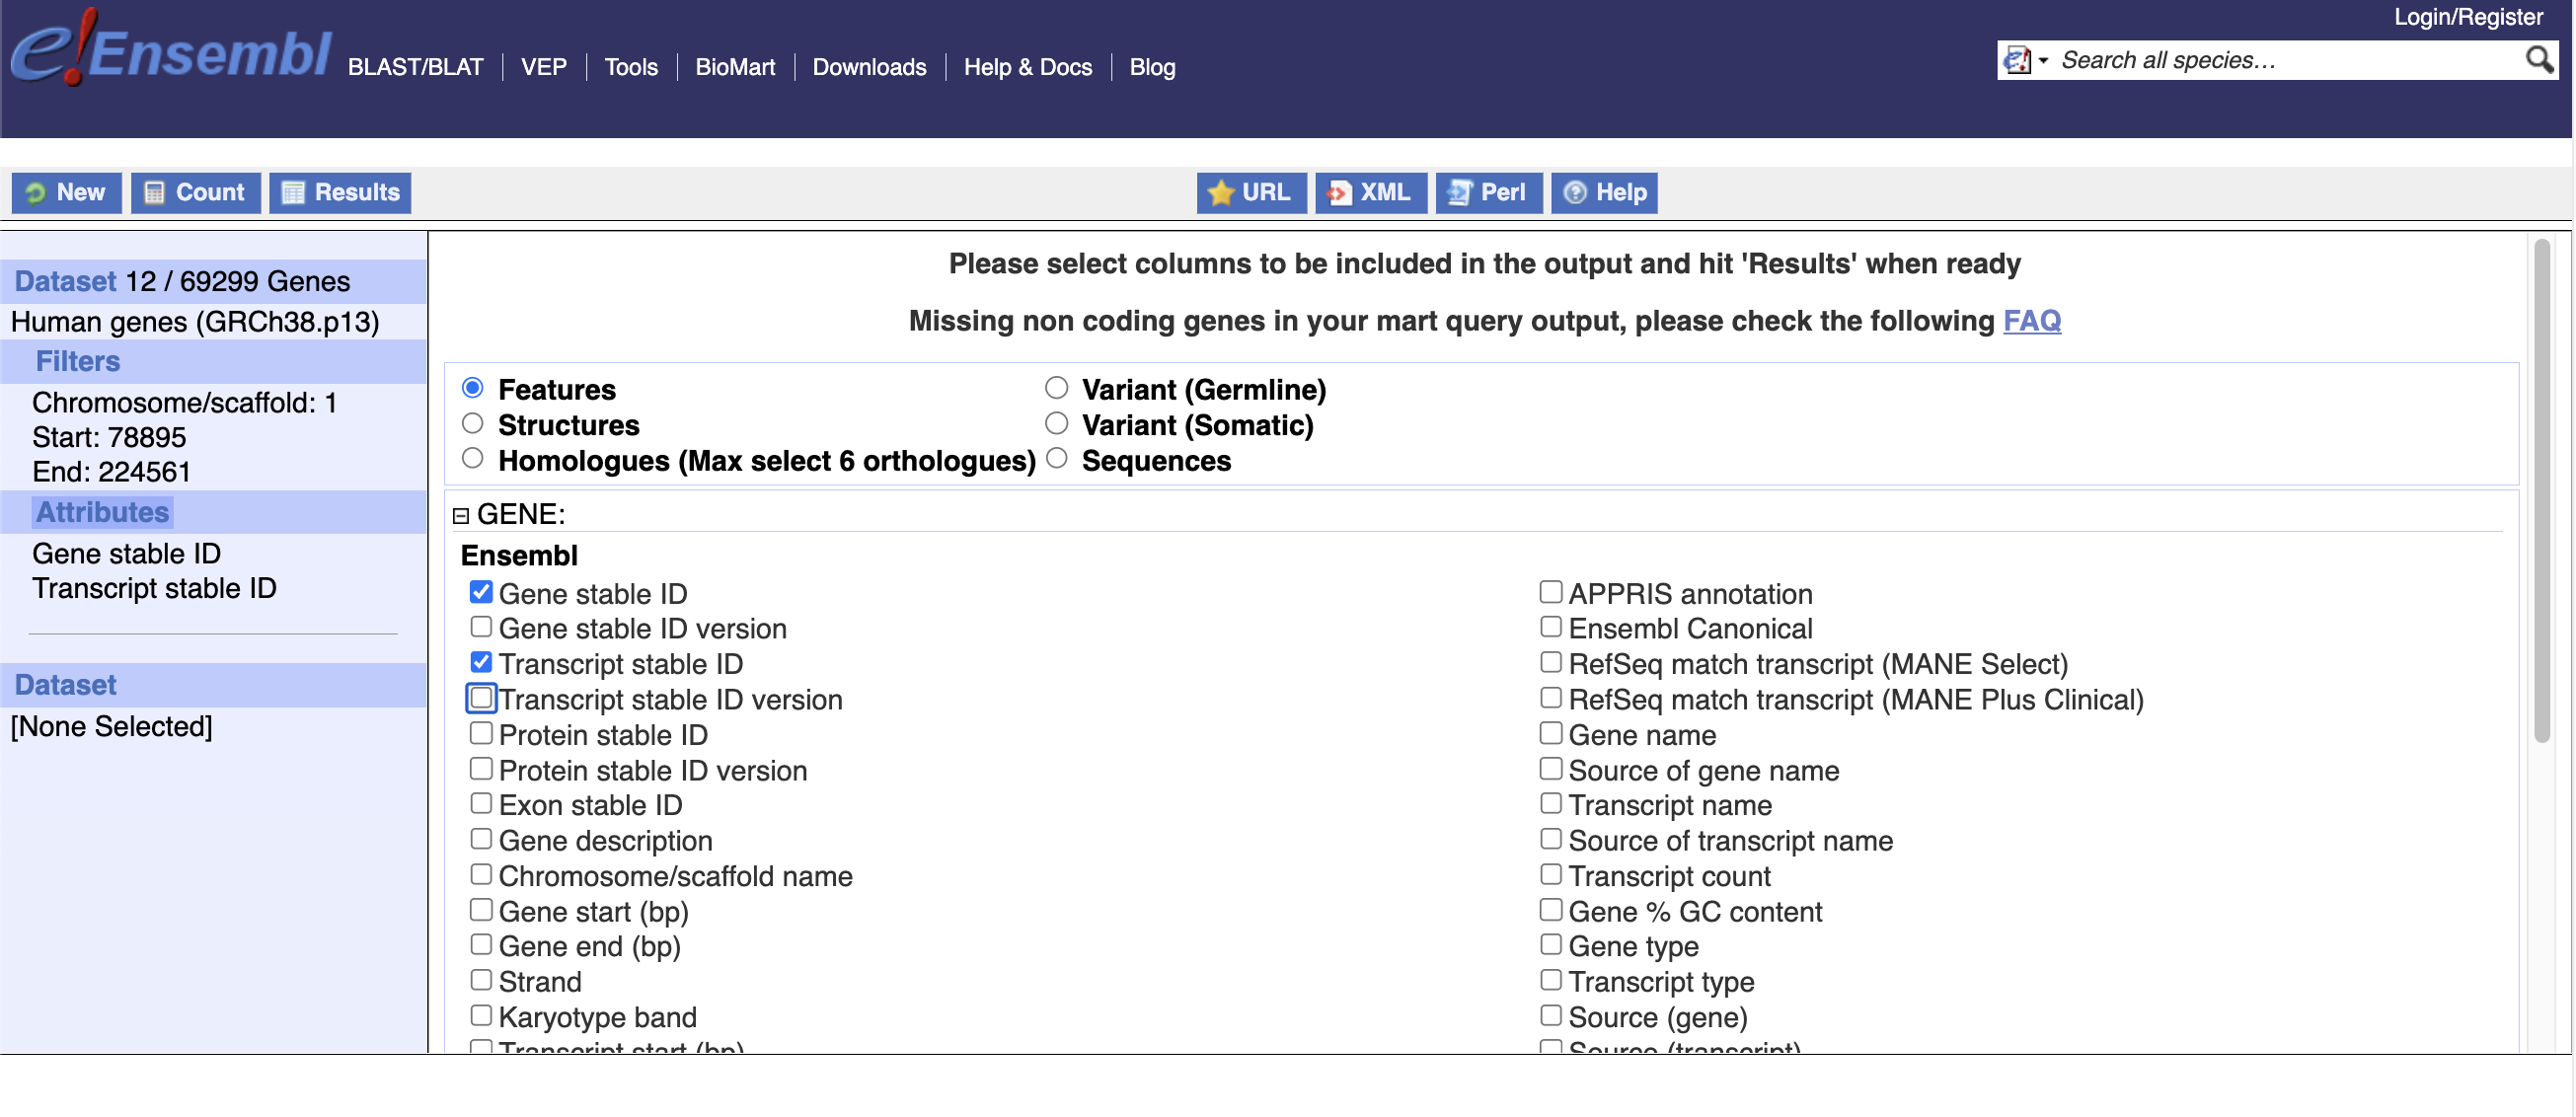 Login/Register
e!Ensembl
BLAST/BLAT | VEP | Tools | BioMart | Downloads | Help & Docs | Blog
Search all species...
New
Count
Results
URL
XML
Perl
Help
Dataset 12 / 69299 Genes
Human genes (GRCh38.p13)
Filters
Chromosome/scaffold: 1
Start: 78895
End: 224561
Attributes
Gene stable ID
Transcript stable ID
Dataset
[None Selected]
Please select columns to be included in the output and hit 'Results' when ready
Missing non coding genes in your mart query output, please check the following FAQ
Features
Structures
Homologues (Max select 6 orthologues)
Variant (Germline)
Variant (Somatic)
Sequences
GENE:
Ensembl
Gene stable ID
Gene stable ID version
Transcript stable ID
Transcript stable ID version
Protein stable ID
Protein stable ID version
Exon stable ID
Gene description
Chromosome/scaffold name
Gene start (bp)
Gene end (bp)
Strand
Karyotype band
Transcript start (bp)
APPRIS annotation
Ensembl Canonical
RefSeq match transcript (MANE Select)
RefSeq match transcript (MANE Plus Clinical)
Gene name
Source of gene name
Transcript name
Source of transcript name
Transcript count
Gene % GC content
Gene type
Transcript type
Source (gene)
Source (transcript)